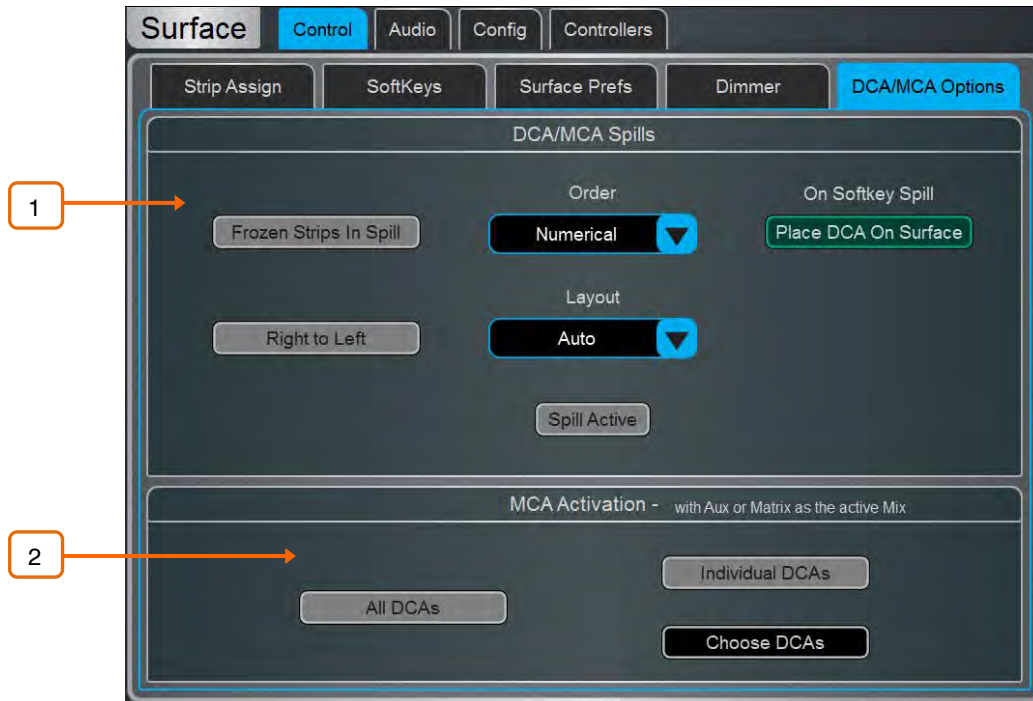 Surface
Control
Audio
Config
Controllers
Strip Assign
SoftKeys
Surface Prefs
Dimmer
DCA/MCA Options
DCA/MCA Spills
1
Order
On Softkey Spill
Frozen Strips In Spill
Numerical
Place DCA On Surface
Layout
Right to Left
Auto
Spill Active
MCA Activation - with Aux or Matrix as the active Mix
2
Individual DCAs
All DCAs
Choose DCAs